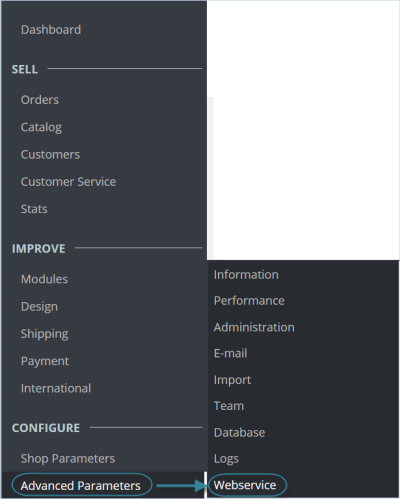 Dashboard
SELL
Orders
Catalog
Customers
Customer Service
Stats
IMPROVE
Modules
Design
Shipping
Payment
International
CONFIGURE
Shop Parameters
Advanced Parameters
Information
Performance
Administration
E-mail
Import
Team
Database
Logs
Webservice